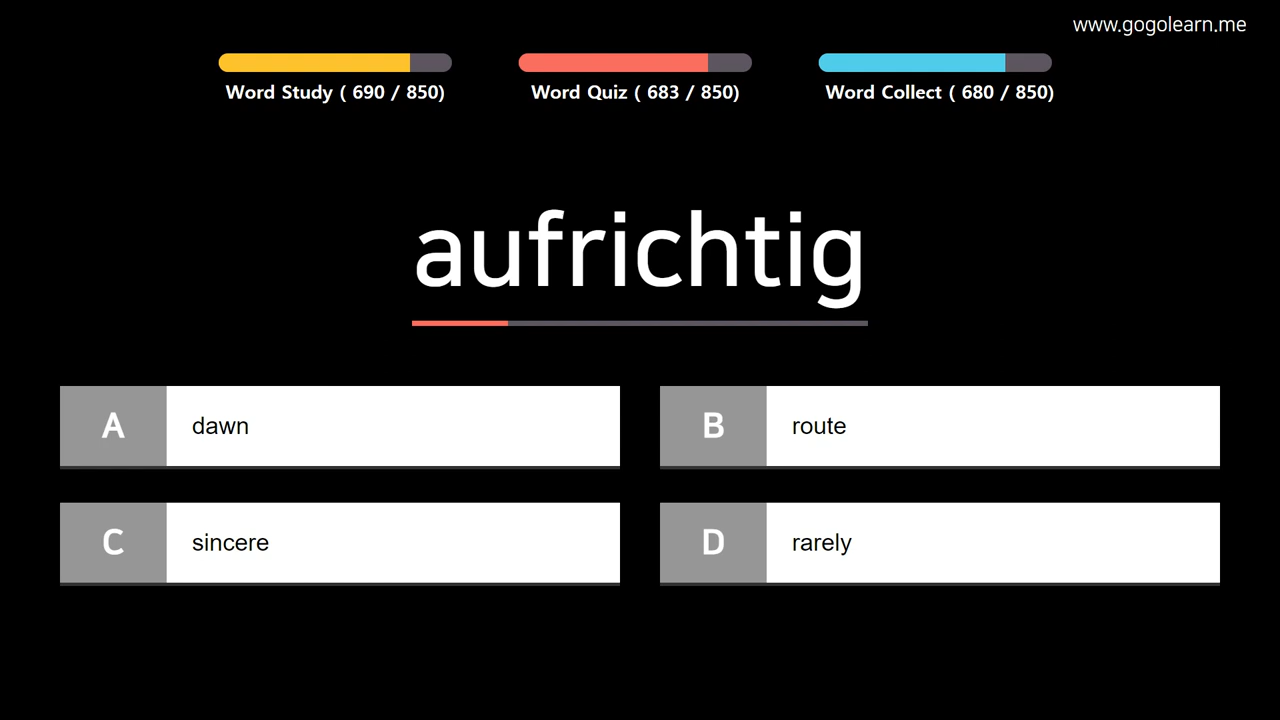 www.gogolearn.me
Word Study ( 690 / 850)
Word Quiz ( 683 / 850)
Word Collect ( 680 / 850)
aufrichtig
A dawn
B route
C sincere
D rarely